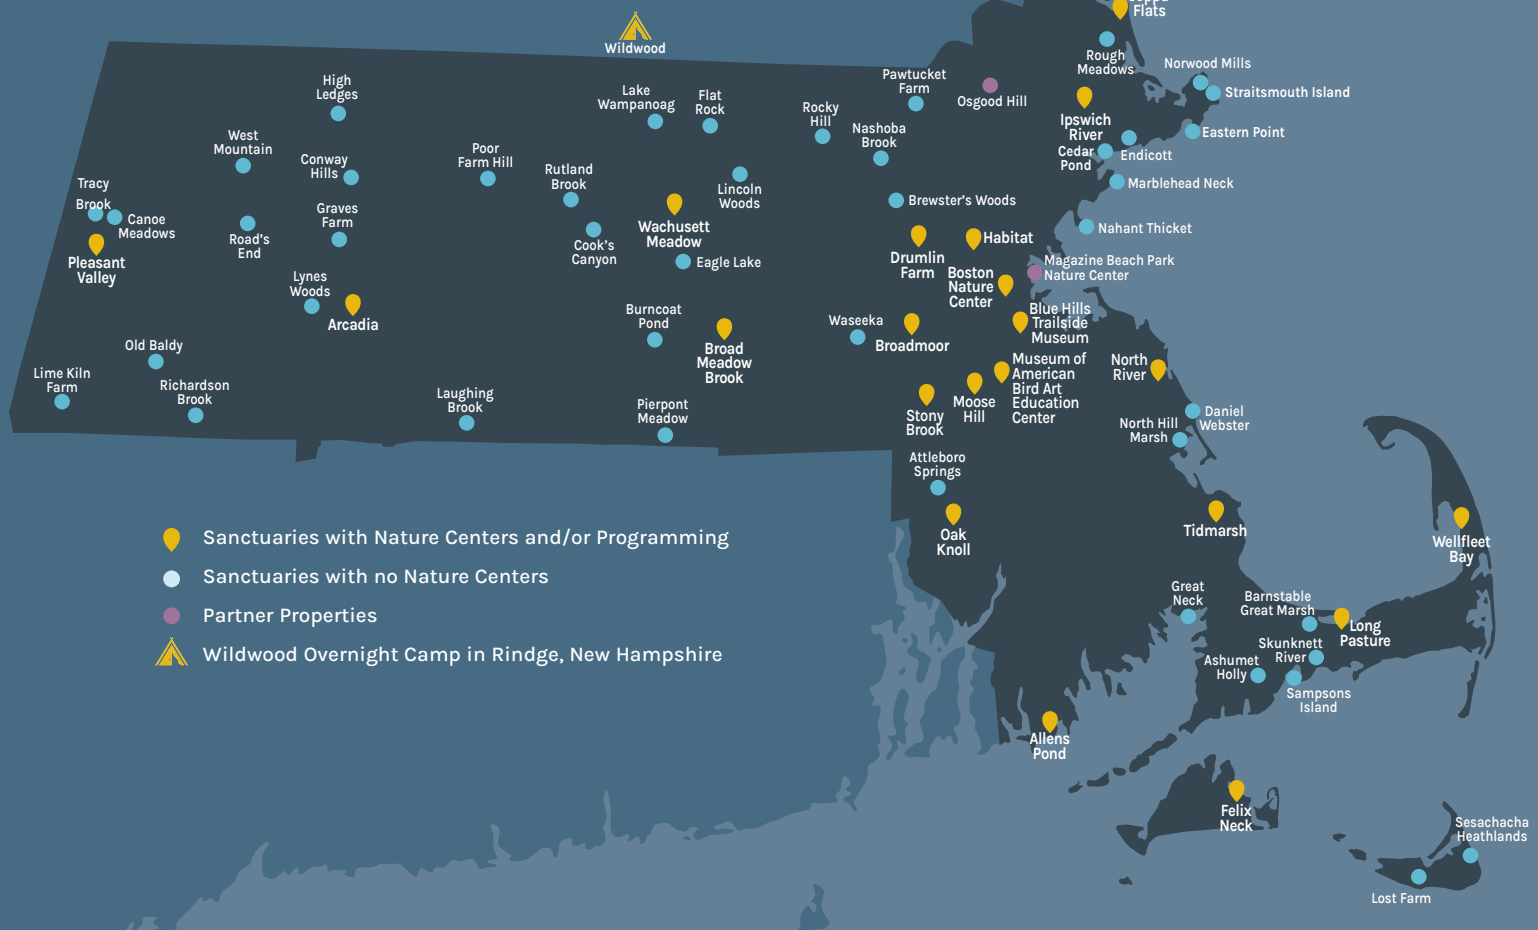 Flats
Wildwood
Rough
Meadows
Norwood Mills
Straitsmouth Island
High
Ledges
Lake
Wampanoag
Flat
Rock
Pawtucket
Farm
Osgood Hill
Rocky
Hill
Nashoba
Brook
Ipswich
River
Cedar
Pond
Endicott
Eastern Point
West
Mountain
Conway
Hills
Poor
Farm Hill
Rutland
Brook
Lincoln
Woods
Marblehead Neck
Tracy
Brook
Canoe
Meadows
Pleasant
Valley
Road's
End
Graves
Farm
Cook's
Canyon
Wachusett
Meadow
Eagle Lake
Brewster's Woods
Drumlin
Farm
Habitat
Nahant Thicket
Magazine Beach Park
Nature Center
Boston
Nature
Center
Lynes
Woods
Arcadia
Burncoat
Pond
Broad
Meadow
Brook
Waseeka
Broadmoor
Blue Hills
Trailside
Museum
Old Baldy
Lime Kiln
Farm
Richardson
Brook
Laughing
Brook
Pierpont
Meadow
Stony
Brook
Moose
Hill
Museum of
American
Bird Art
Education
Center
North
River
Daniel
Webster
North Hill
Marsh
Attleboro
Springs
Oak
Knoll
Tidmarsh
Wellfleet
Bay
Sanctuaries with Nature Centers and/or Programming
Sanctuaries with no Nature Centers
Partner Properties
Wildwood Overnight Camp in Rindge, New Hampshire
Great
Neck
Barnstable
Great Marsh
Long
Pasture
Skunknett
River
Ashumet
Holly
Sampsons
Island
Allens
Pond
Felix
Neck
Sesachacha
Heathlands
Lost Farm